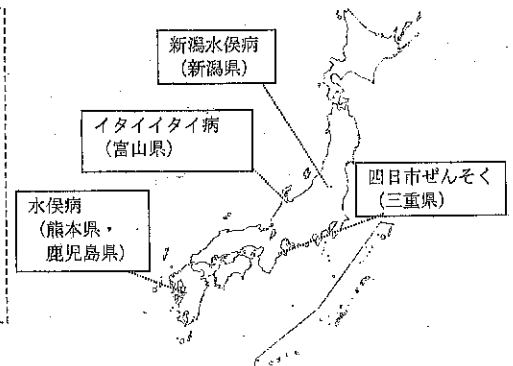 新潟水俣病
（新潟県）
イタイイタイ病
（富山県）
四日市ぜんそく
（三重県）
水俣病
（熊本県・
鹿児島県）